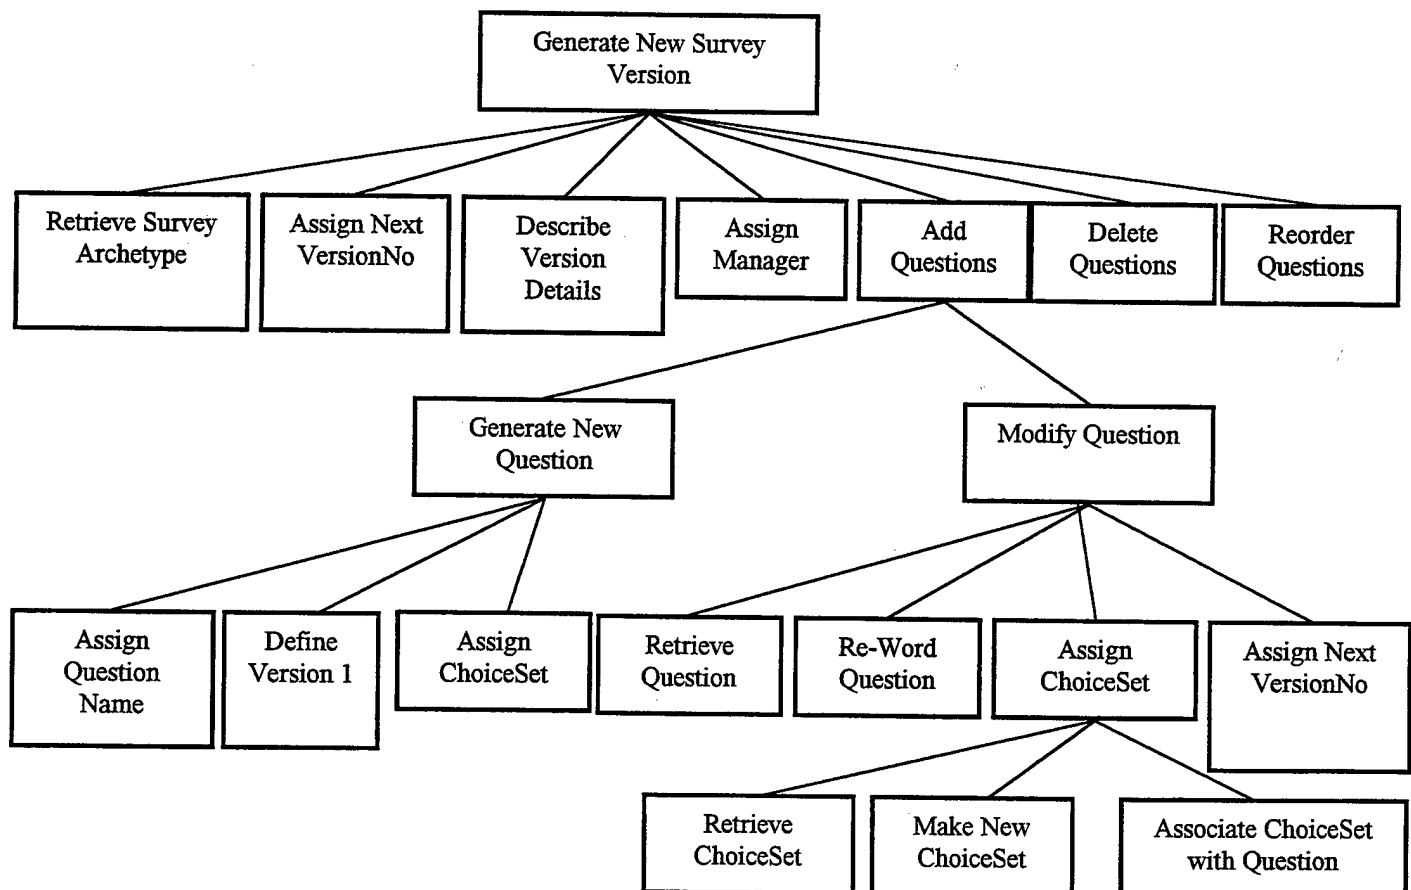 Generate New Survey
Version
Retrieve Survey
Archetype
Assign Next
VersionNo
Describe
Version
Details
Assign
Manager
Add
Questions
Delete
Questions
Reorder
Questions
Generate New
Question
Modify Question
Assign
Question
Name
Define
Version 1
Assign
ChoiceSet
Retrieve
Question
Re-Word
Question
Assign
ChoiceSet
Assign Next
VersionNo
Retrieve
ChoiceSet
Make New
ChoiceSet
Associate ChoiceSet
with Question